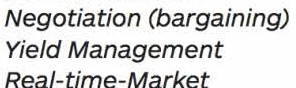 Negotiation (bargaining)
Yield Management
Real-time-Market